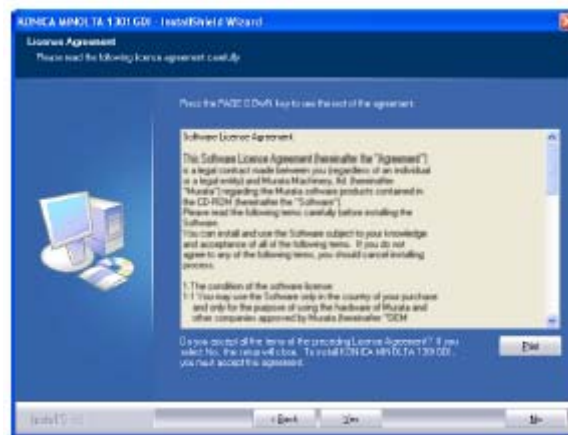 KONICA MINOLTA 1301 GDI - InstallShield Wizard
License Agreement
Please read the following license agreement carefully.
Press the PAGE DOWN key to see the rest of the agreement.
Software License Agreement
This Software License Agreement (hereinafter the "Agreement")
is a legal contract made between you (regardless of an individual
or a legal entity) and Murata Machinery, ltd. (hereinafter
"Murata") regarding the Murata software products contained in
the CD-ROM (hereinafter the "Software").
Please read the following terms carefully before installing the
Software.
You can install and use the Software subject to your knowledge
and acceptance of all of the following terms. If you do not
agree to any of the following terms, you should cancel installing
process.
1. The condition of the software license
1-1 You may use the Software only in the country of your purchase
and only for the purpose of using the hardware of Murata and
other companies approved by Murata (hereinafter "OEM
Do you accept all the terms of the preceding License Agreement? If you
select No, the setup will close. To install KONICA MINOLTA 1301 GDI,
you must accept this agreement.
Print
InstallShield
< Back
Yes
No